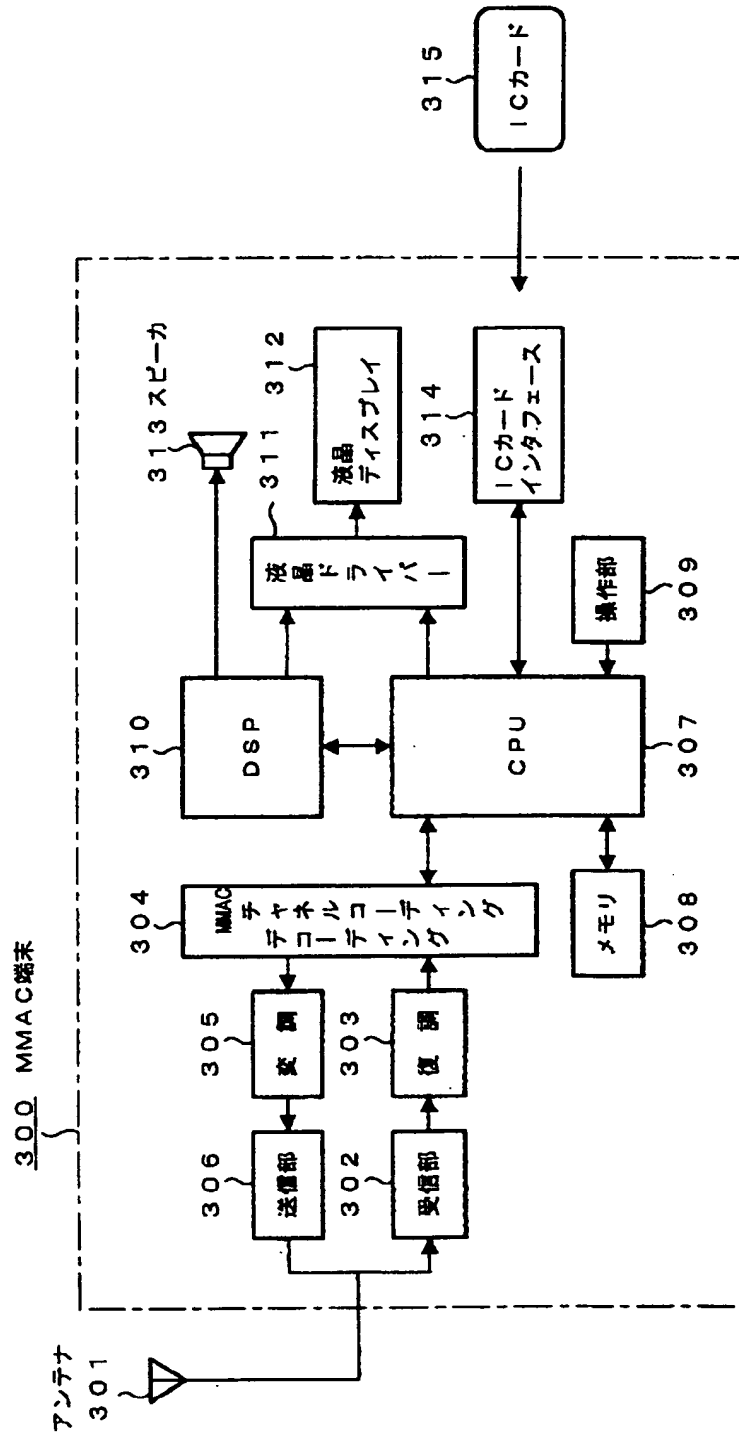 300 MMAC端末
アンテナ
301
306
送信部
305
変調
302
受信部
303
復調
304
MMAC
チャネルコーディング
デコーディング
310
DSP
CPU
307
メモリ
308
操作部
309
313 スピーカ
311
液晶ドライバー
312
液晶
ディスプレイ
314
ICカード
インタフェース
315
ICカード